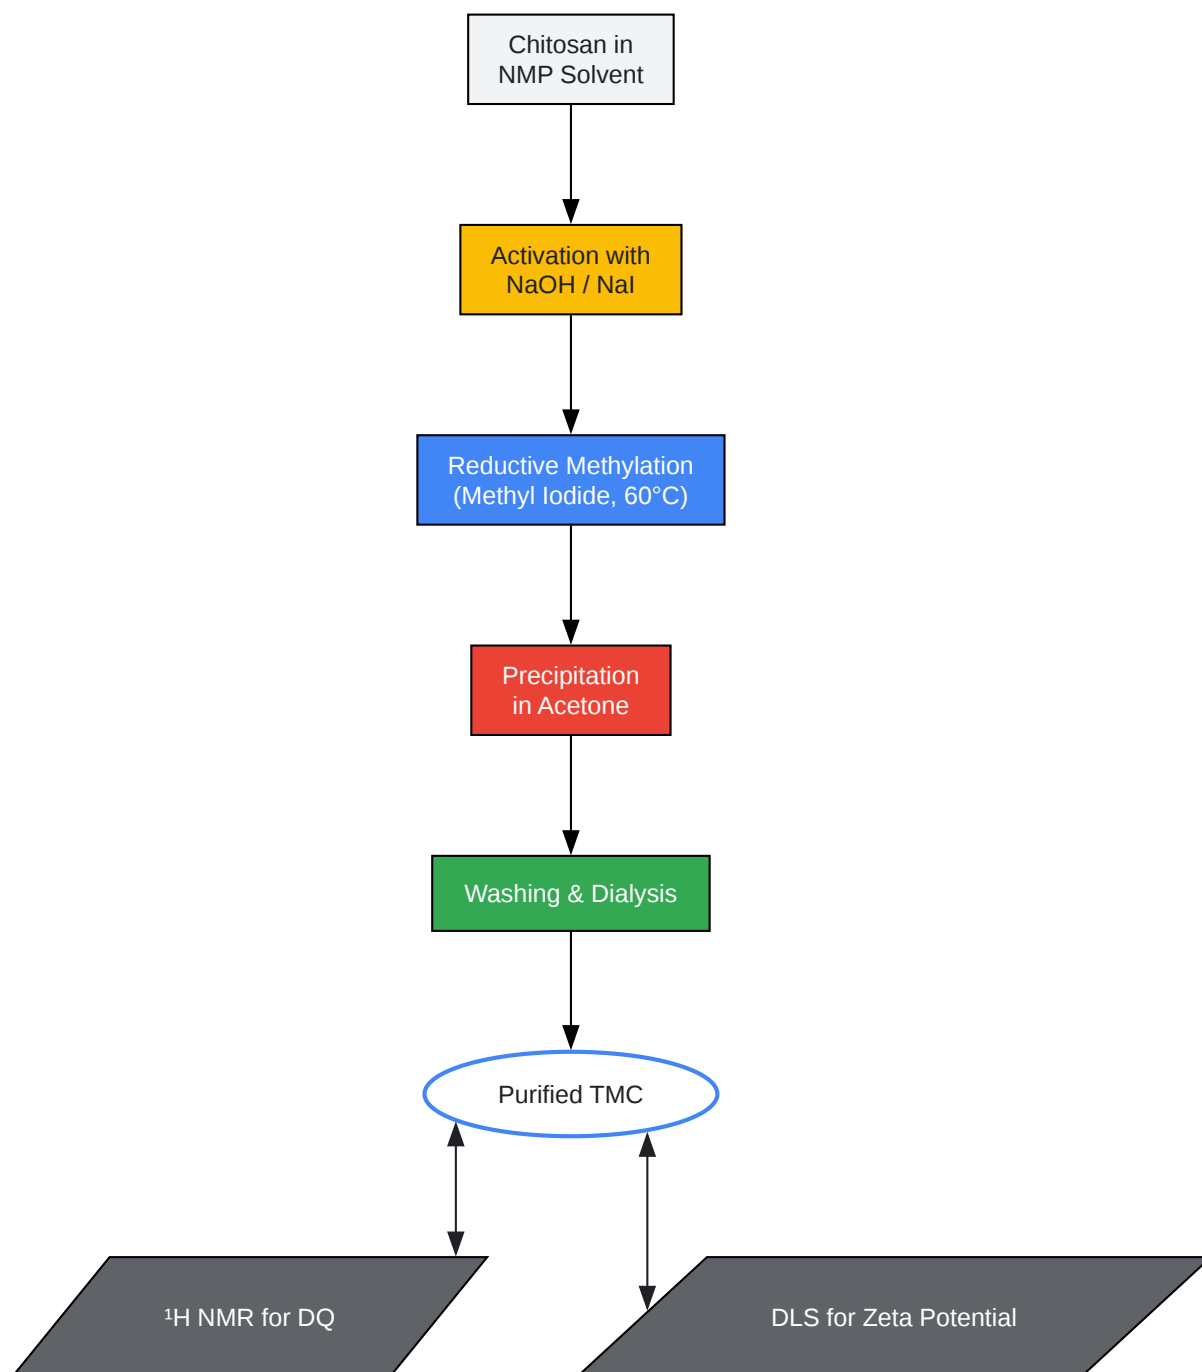 Chitosan in
NMP Solvent
Activation with
NaOH / NaI
Reductive Methylation
(Methyl Iodide, 60°C)
Precipitation
in Acetone
Washing & Dialysis
Purified TMC
¹H NMR for DQ
DLS for Zeta Potential